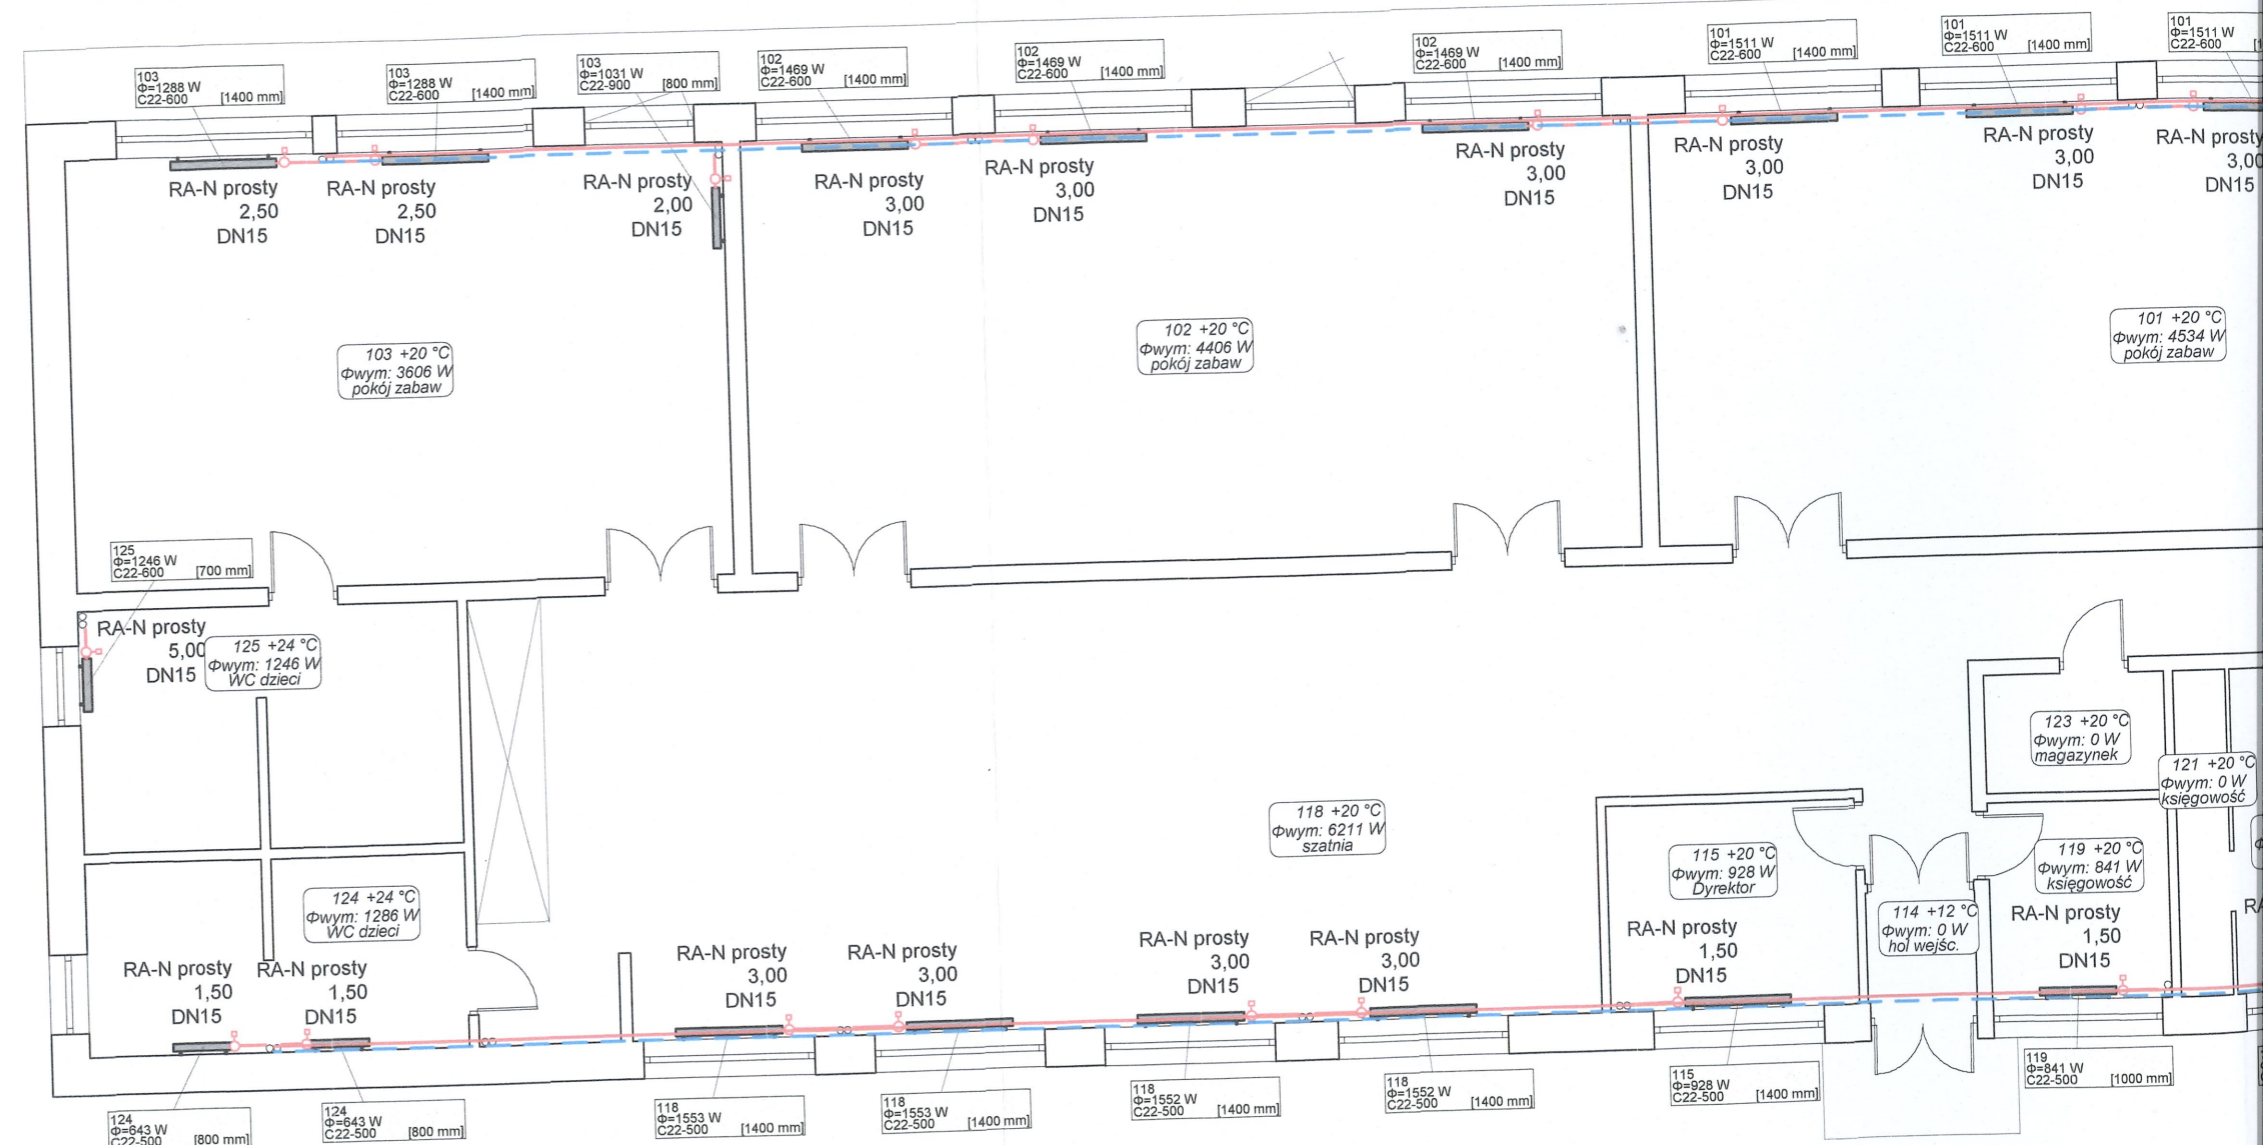 103
Φ=1288 W
C22-600 [1400 mm]
103
Φ=1288 W
C22-600 [1400 mm]
103
Φ=1031 W
C22-900 [800 mm]
102
Φ=1469 W
C22-600 [1400 mm]
102
Φ=1469 W
C22-600 [1400 mm]
102
Φ=1469 W
C22-600 [1400 mm]
101
Φ=1511 W
C22-600 [1400 mm]
101
Φ=1511 W
C22-600 [1400 mm]
101
Φ=1511 W
C22-600
RA-N prosty
2,50
DN15
RA-N prosty
2,50
DN15
RA-N prosty
2,00
DN15
RA-N prosty
3,00
DN15
RA-N prosty
3,00
DN15
RA-N prosty
3,00
DN15
RA-N prosty
3,00
DN15
RA-N prosty
3,00
DN15
RA-N prosty
3,00
DN15
103 +20 °C
Φwym: 3606 W
pokój zabaw
102 +20 °C
Φwym: 4406 W
pokój zabaw
101 +20 °C
Φwym: 4534 W
pokój zabaw
125
Φ=1246 W
C22-600 [700 mm]
RA-N prosty
5,00
DN15
125 +24 °C
Φwym: 1246 W
WC dzieci
123 +20 °C
Φwym: 0 W
magazynek
121 +20 °C
Φwym: 0 W
księgowość
118 +20 °C
Φwym: 6211 W
szatnia
115 +20 °C
Φwym: 928 W
Dyrektor
119 +20 °C
Φwym: 841 W
księgowość
124 +24 °C
Φwym: 1286 W
WC dzieci
114 +12 °C
Φwym: 0 W
hol wejśc.
RA-N prosty
1,50
DN15
RA-N prosty
1,50
DN15
RA-N prosty
3,00
DN15
RA-N prosty
3,00
DN15
RA-N prosty
3,00
DN15
RA-N prosty
3,00
DN15
RA-N prosty
1,50
DN15
RA-N prosty
1,50
DN15
124
Φ=643 W
C22-500 [800 mm]
124
Φ=643 W
C22-500 [800 mm]
118
Φ=1553 W
C22-500 [1400 mm]
118
Φ=1553 W
C22-500 [1400 mm]
118
Φ=1552 W
C22-500 [1400 mm]
118
Φ=1552 W
C22-500 [1400 mm]
115
Φ=928 W
C22-500 [1400 mm]
119
Φ=841 W
C22-500 [1000 mm]